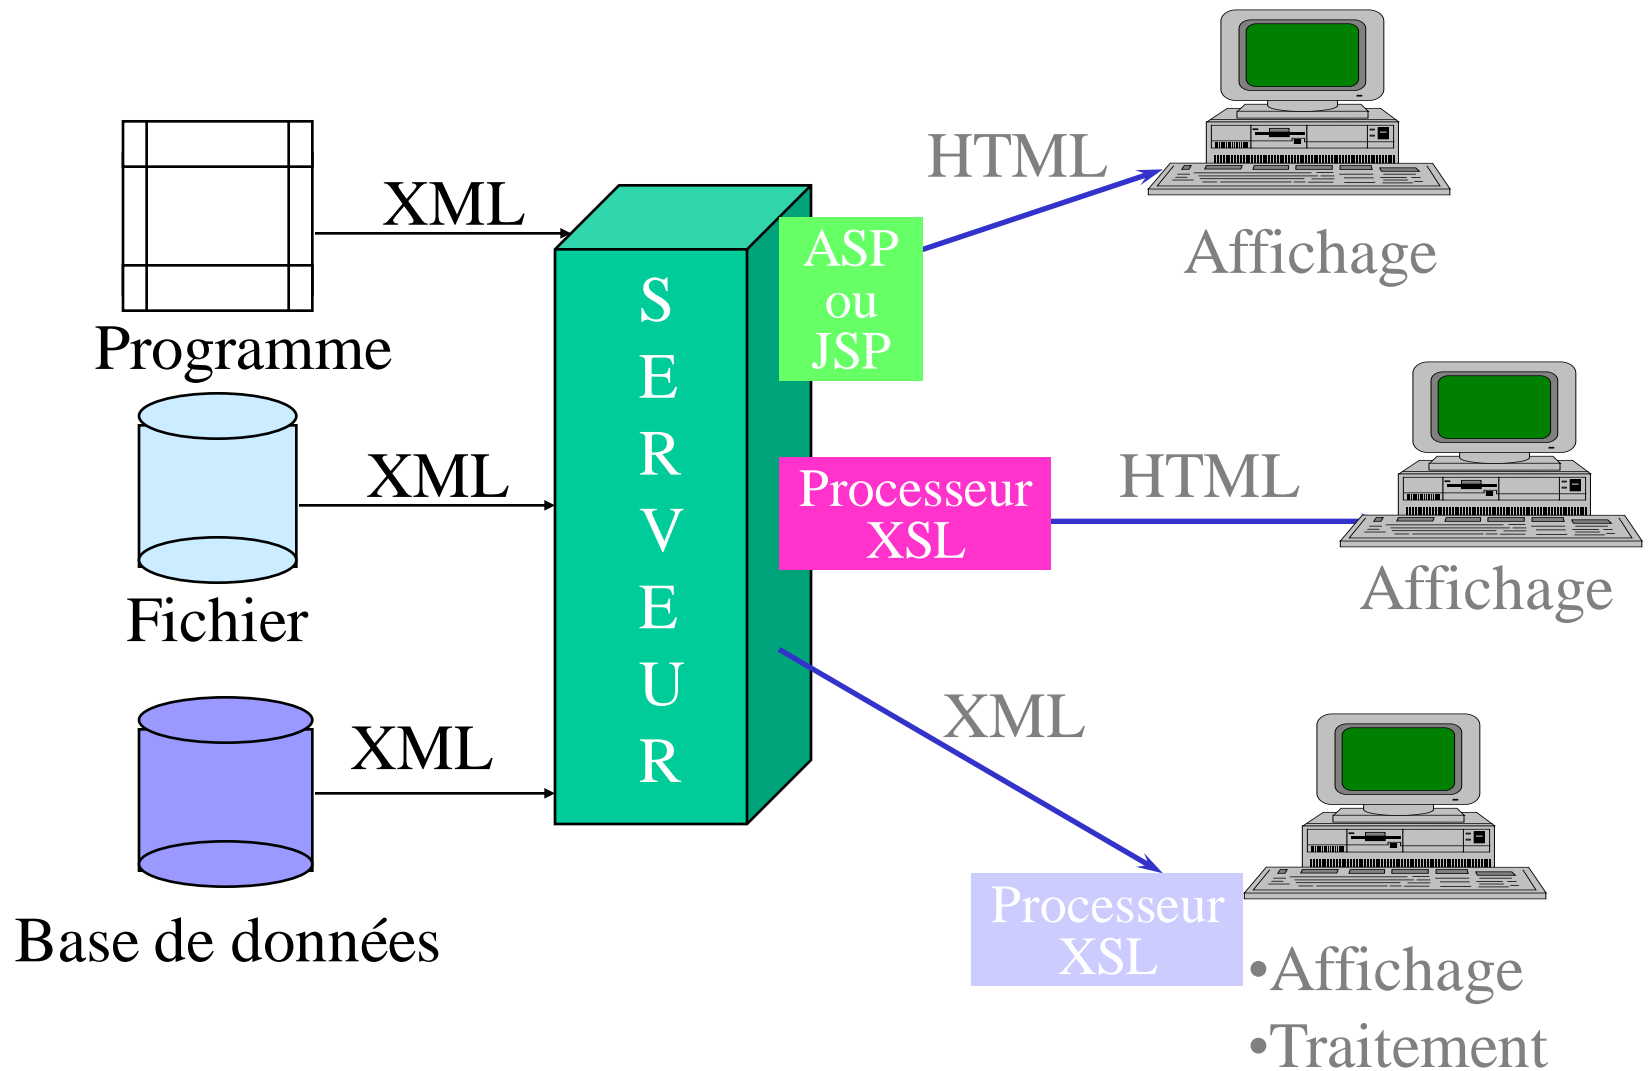 Programme
XML
Fichier
XML
Base de données
XML
S
E
R
V
E
U
R
ASP
ou
JSP
HTML
Affichage
Processeur
XSL
HTML
Affichage
XML
Processeur
XSL
•Affichage
•Traitement